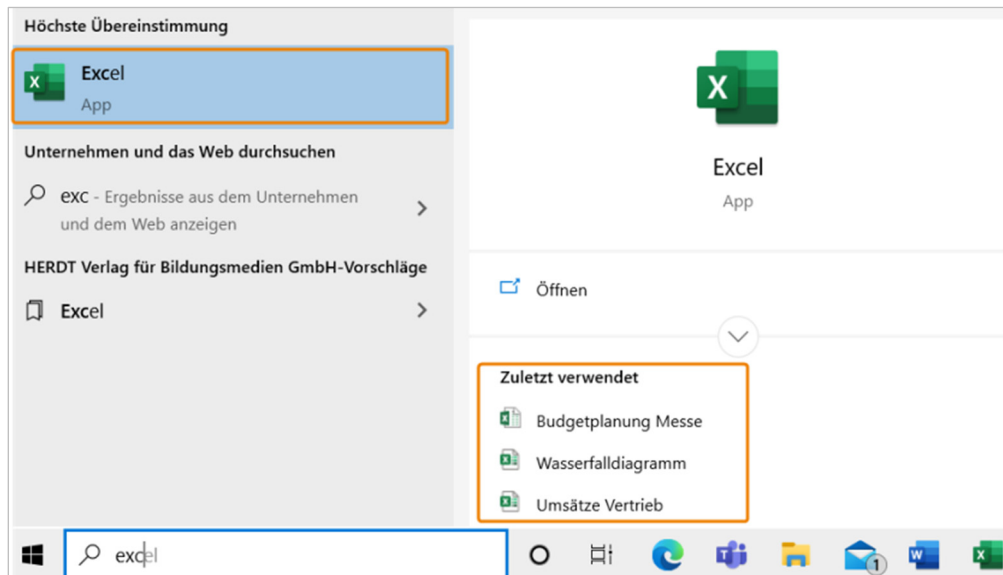 Höchste Übereinstimmung
Excel
App
Unternehmen und das Web durchsuchen
exc - Ergebnisse aus dem Unternehmen
und dem Web anzeigen
HERDT Verlag für Bildungsmedien GmbH-Vorschläge
Excel
X
Excel
App
Öffnen
Zuletzt verwendet
Budgetplanung Messe
Wasserfalldiagramm
Umsätze Vertrieb
excel
1
W
X